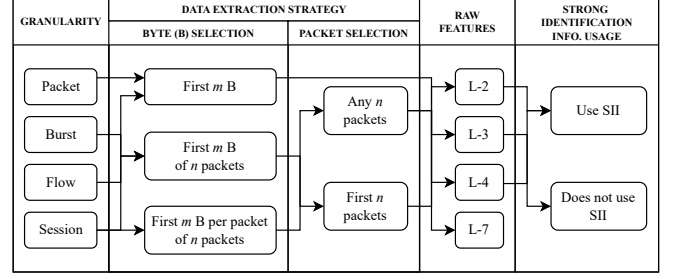 GRANULARITY
DATA EXTRACTION STRATEGY
BYTE (B) SELECTION
PACKET SELECTION
RAW
FEATURES
STRONG
IDENTIFICATION
INFO. USAGE
Packet
Burst
Flow
Session
First m B
First m B
of n packets
First m B per packet
of n packets
Any n
packets
First n
packets
L-2
L-3
L-4
L-7
Use SII
Does not use
SII